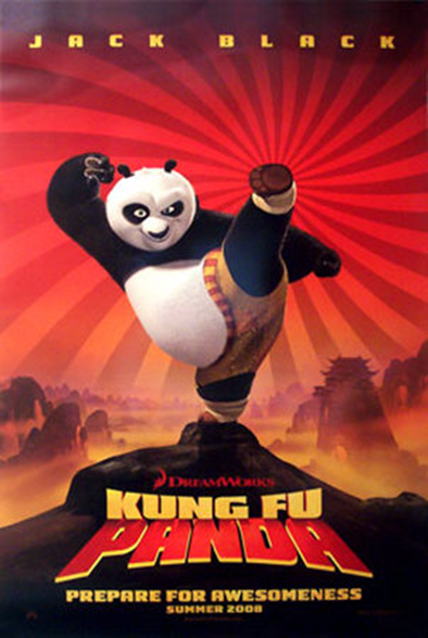 JACK BLACK
DREAMWORKS
KUNG FU
PANDA
PREPARE FOR AWESOMENESS
SUMMER 2008